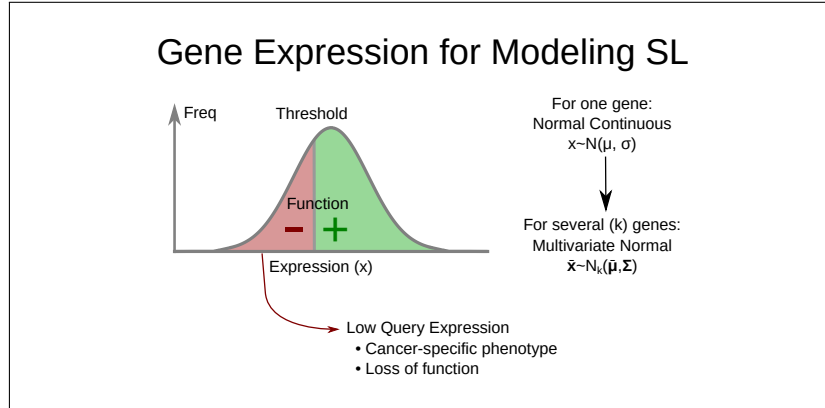 Gene Expression for Modeling SL
Freq
Threshold
Function
− +
Expression (x)
Low Query Expression
• Cancer-specific phenotype
• Loss of function
For one gene:
Normal Continuous
x~N(μ, σ)
For several (k) genes:
Multivariate Normal
x̄~Nₖ(μ̄,Σ)